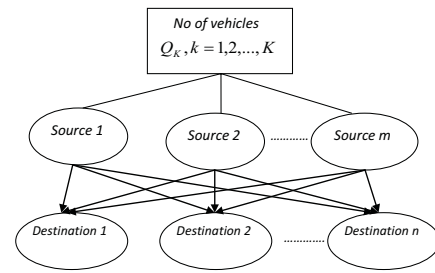 No of vehicles
Q_K, k = 1,2,..., K
Source 1
Source 2
............
Source m
Destination 1
Destination 2
.............
Destination n